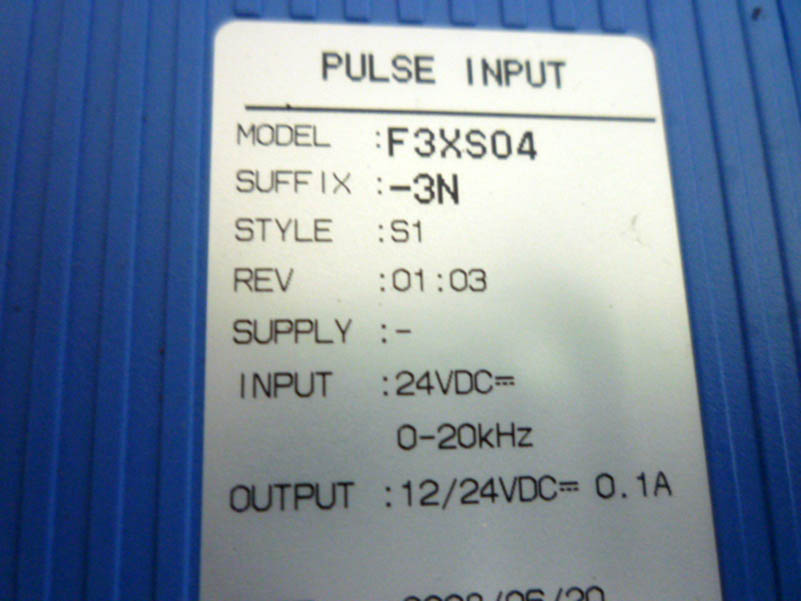 PULSE INPUT
MODEL :F3XS04
SUFFIX :-3N
STYLE :S1
REV :01:03
SUPPLY :-
INPUT :24VDC⎓
0-20kHz
OUTPUT :12/24VDC⎓ 0.1A